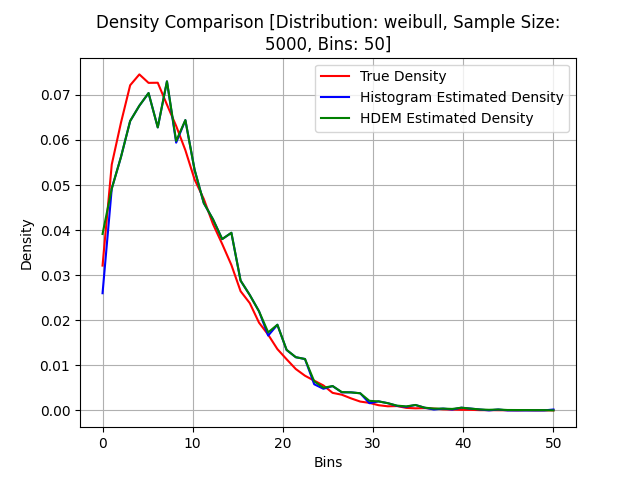 Density Comparison [Distribution: weibull, Sample Size:
5000, Bins: 50]
True Density
Histogram Estimated Density
HDEM Estimated Density
Density
0.07
0.06
0.05
0.04
0.03
0.02
0.01
0.00
0 10 20 30 40 50
Bins